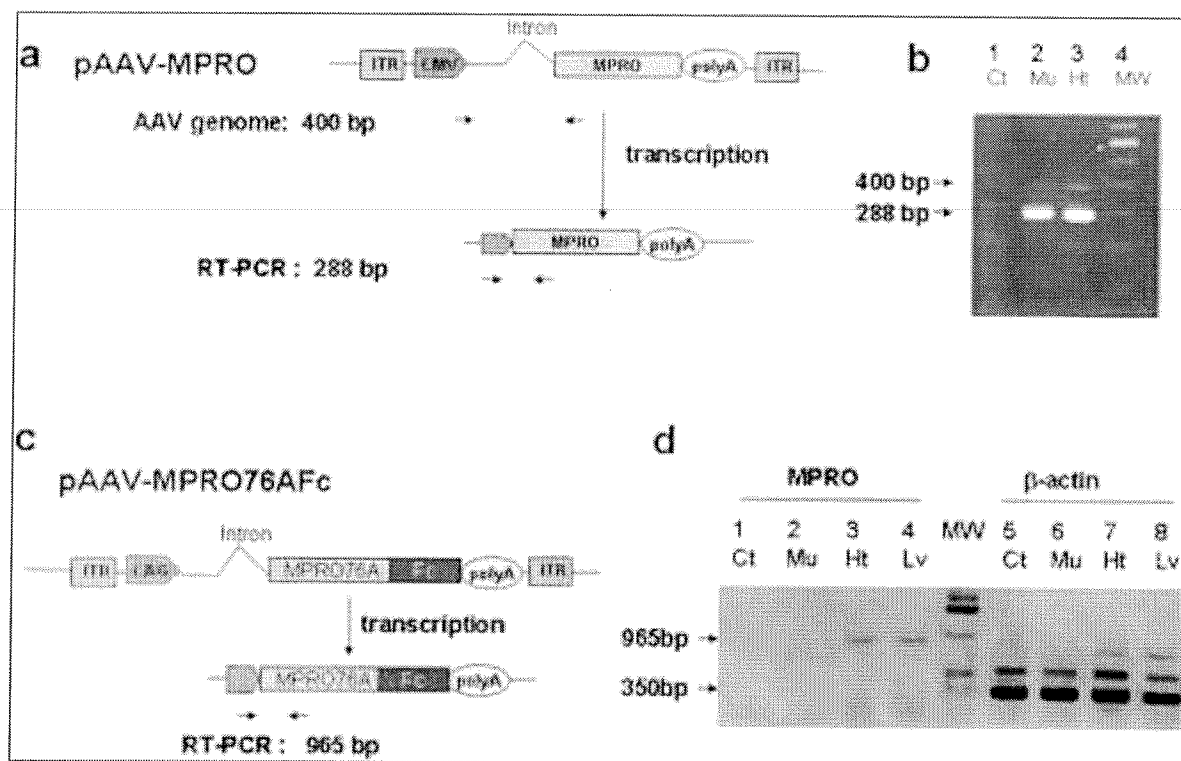 a
pAAV-MPRO
Intron
ITR CMV MPRO polyA ITR
AAV genome: 400 bp
transcription
MPRO polyA
RT-PCR : 288 bp
b
1 2 3 4
Ct Mu Ht MW
400 bp
288 bp
c
pAAV-MPRO76AFc
Intron
ITR MPRO76A Fc polyA ITR
transcription
MPRO76A Fc polyA
RT-PCR : 965 bp
d
MPRO β-actin
1 2 3 4 MW 5 6 7 8
Ct Mu Ht Lv Ct Mu Ht Lv
965bp
350bp